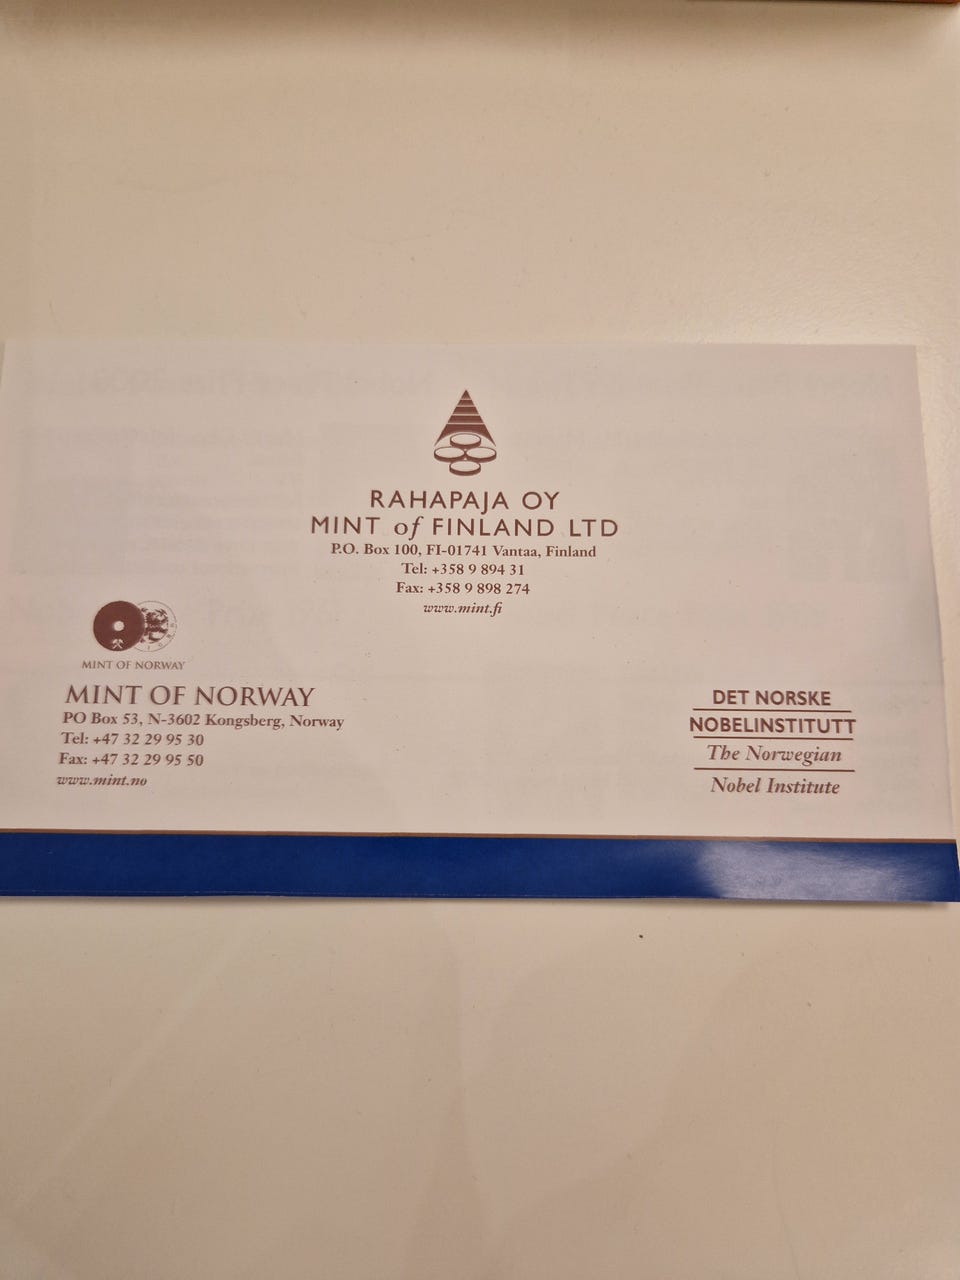 RAHAPAJA OY
MINT of FINLAND LTD
P.O. Box 100, FI-01741 Vantaa, Finland
Tel: +358 9 894 31
Fax: +358 9 898 274
www.mint.fi
MINT OF NORWAY
MINT OF NORWAY
PO Box 53, N-3602 Kongsberg, Norway
Tel: +47 32 29 95 30
Fax: +47 32 29 95 50
www.mint.no
DET NORSKE
NOBELINSTITUTT
The Norwegian
Nobel Institute